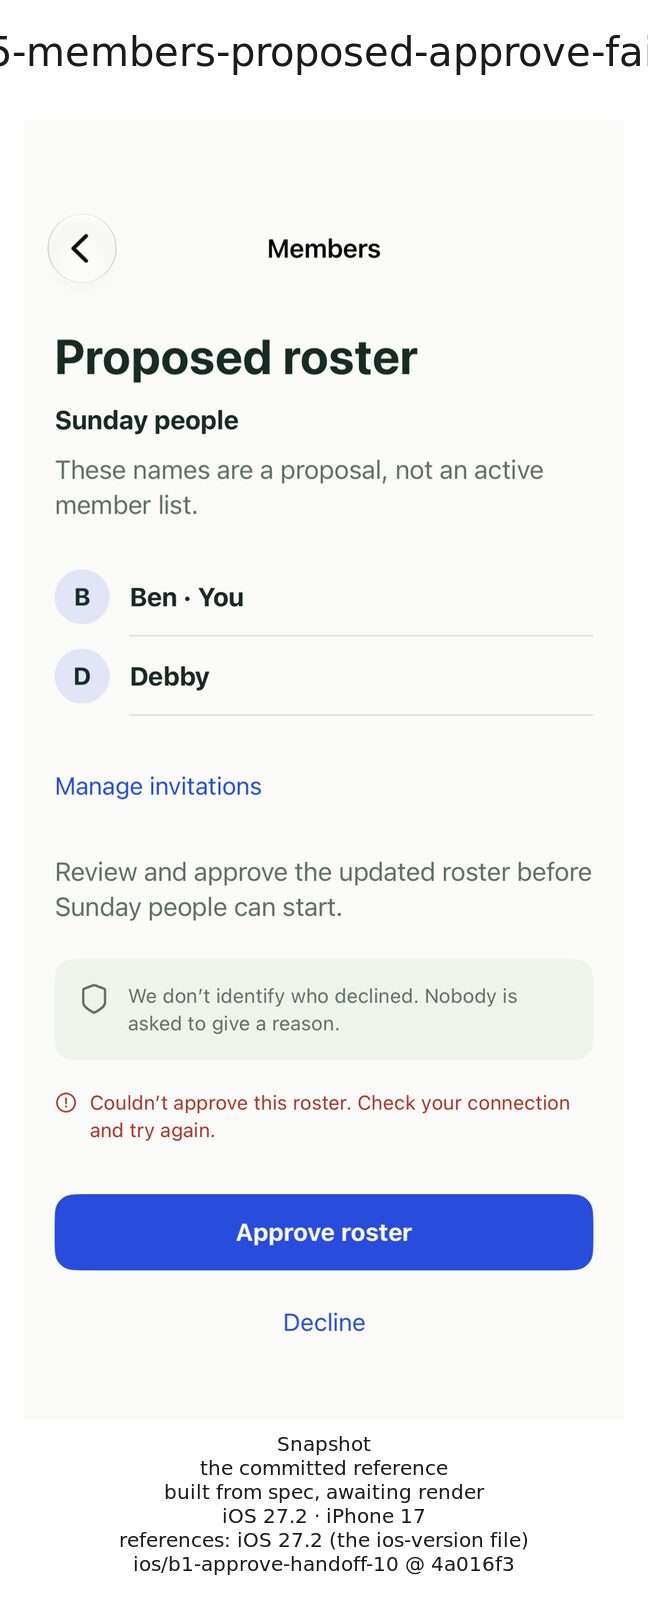 5-members-proposed-approve-fai
Members
Proposed roster
Sunday people
These names are a proposal, not an active
member list.
B
Ben · You
D
Debby
Manage invitations
Review and approve the updated roster before
Sunday people can start.
We don’t identify who declined. Nobody is
asked to give a reason.
Couldn’t approve this roster. Check your connection
and try again.
Approve roster
Decline
Snapshot
the committed reference
built from spec, awaiting render
iOS 27.2 · iPhone 17
references: iOS 27.2 (the ios-version file)
ios/b1-approve-handoff-10 @ 4a016f3